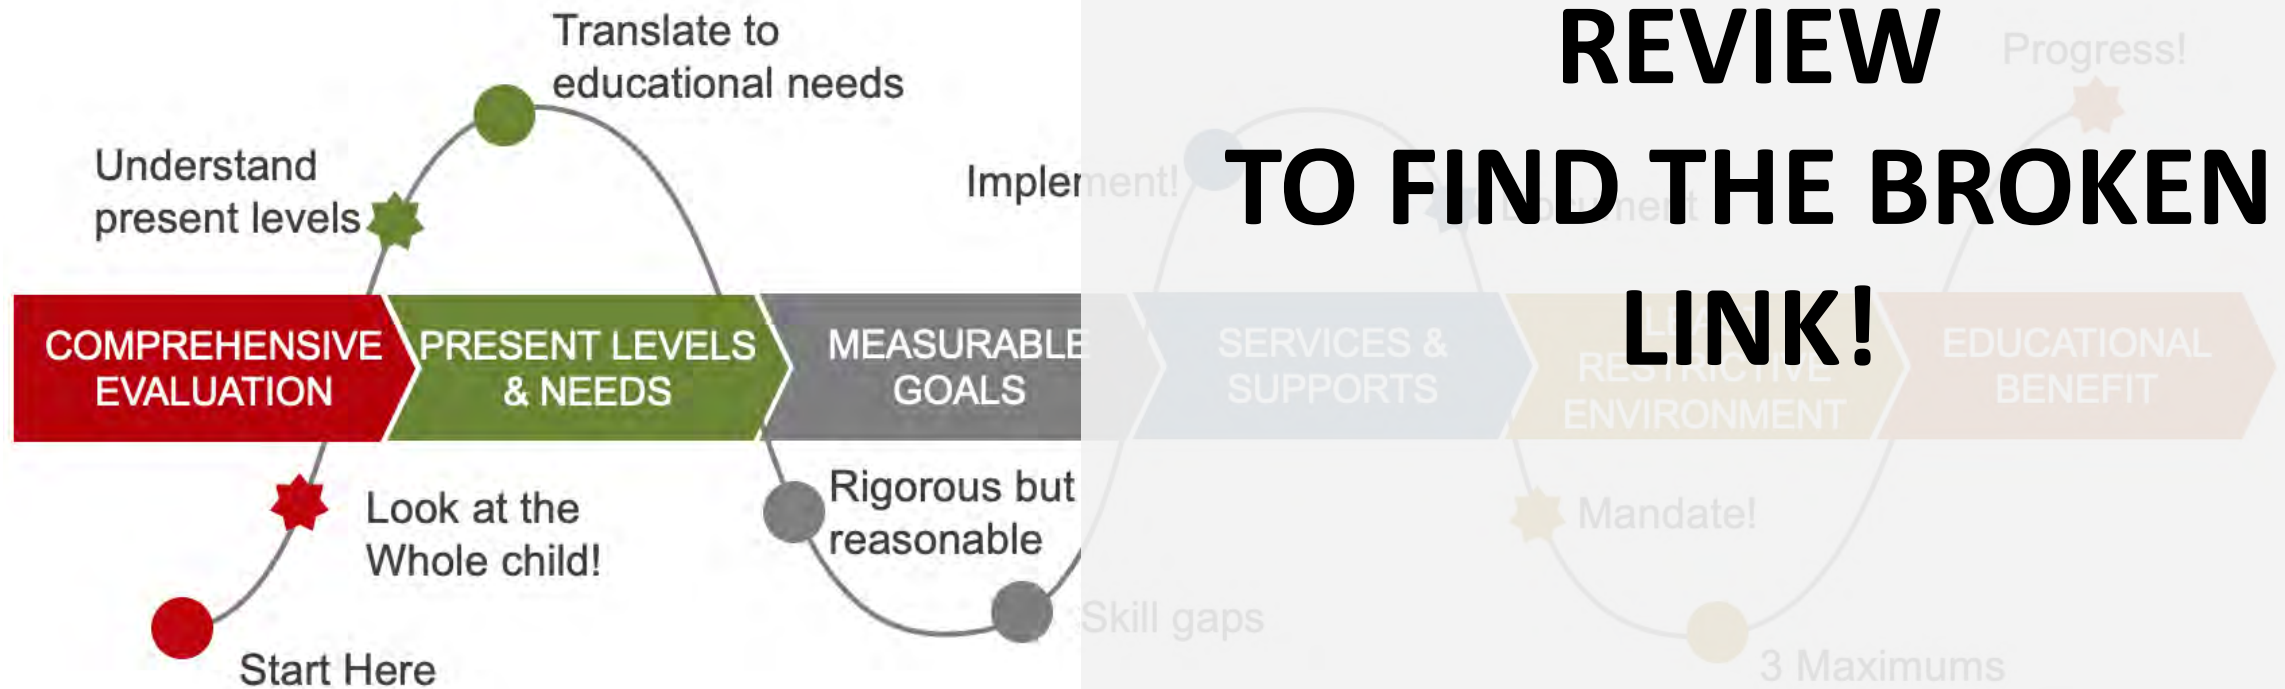 Translate to
educational needs
Understand
present levels
COMPREHENSIVE
EVALUATION
PRESENT LEVELS
& NEEDS
MEASURABLE
GOALS
Look at the
Whole child!
Start Here
Rigorous but
reasonable
Skill gaps
Implement!
Document
SERVICES &
SUPPORTS
RESTRICTIVE
ENVIRONMENT
Mandate!
3 Maximums
Progress!
EDUCATIONAL
BENEFIT
REVIEW
TO FIND THE BROKEN
LINK!